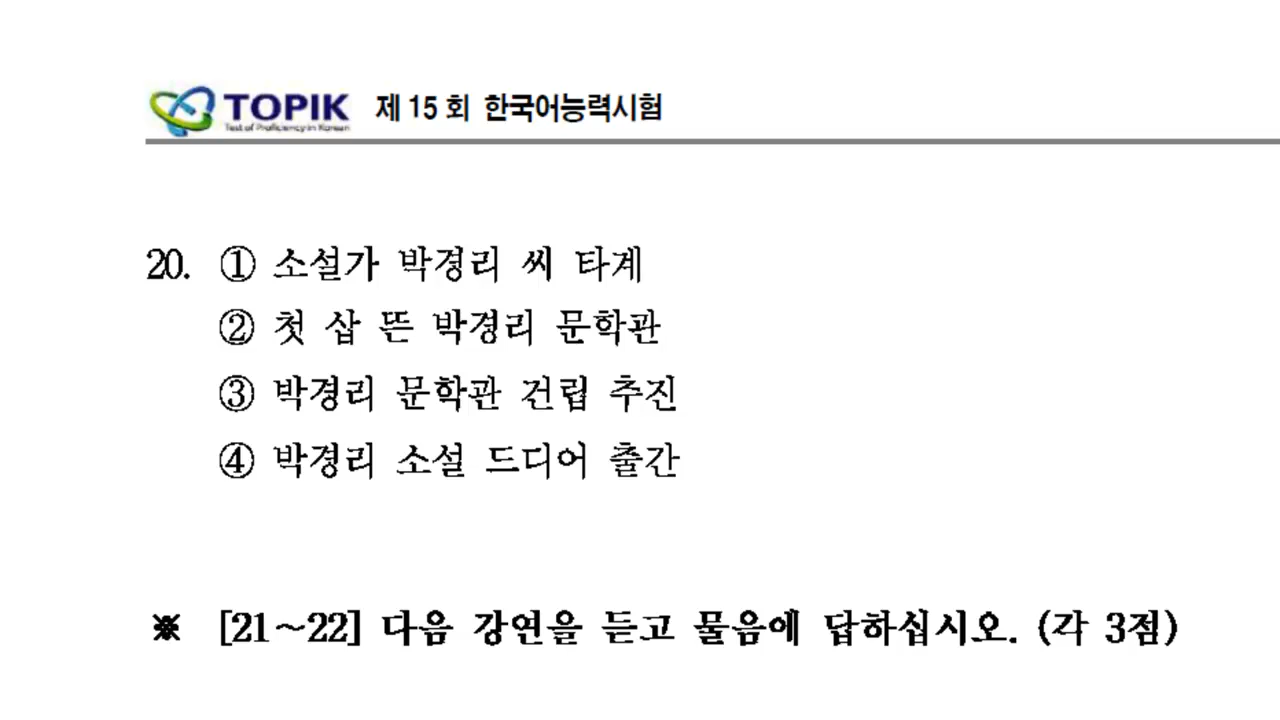 TOPIK 제 15 회 한국어능력시험
Test of Proficiency in Korean
20. ① 소설가 박경리 씨 타계
② 첫 삽 뜬 박경리 문학관
③ 박경리 문학관 건립 추진
④ 박경리 소설 드디어 출간
※ [21~22] 다음 강연을 듣고 물음에 답하십시오. (각 3점)